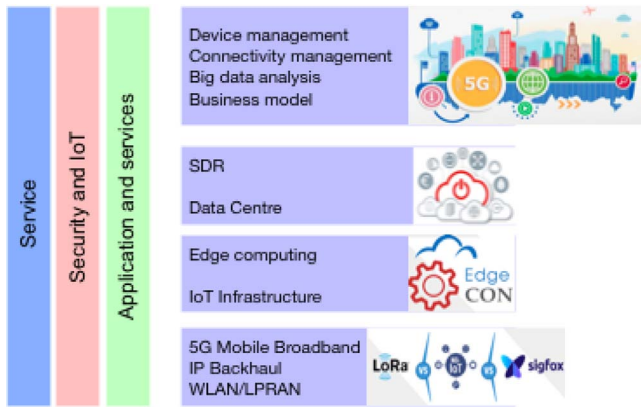 Service
Security and IoT
Application and services
Device management
Connectivity management
Big data analysis
Business model
5G
SDR
Data Centre
Edge computing
IoT Infrastructure
Edge
CON
5G Mobile Broadband
IP Backhaul
WLAN/LPRAN
LoRa
VS
IoT
VS
sigfox